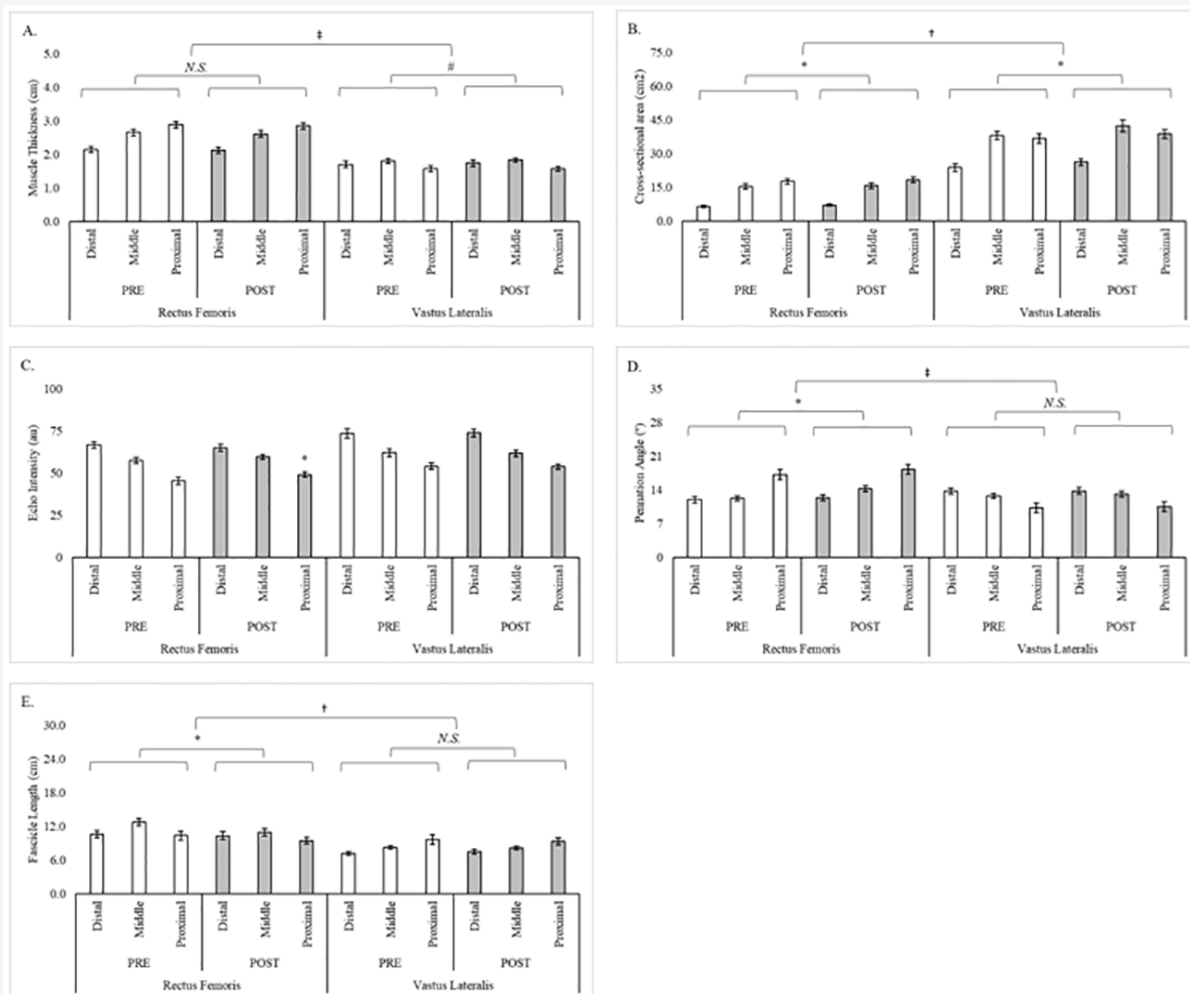 A.
‡
N.S.
#
Muscle Thickness (cm)
5.0
4.0
3.0
2.0
1.0
0.0
Distal
Middle
Proximal
Distal
Middle
Proximal
Distal
Middle
Proximal
Distal
Middle
Proximal
PRE
POST
PRE
POST
Rectus Femoris
Vastus Lateralis
B.
†
*
*
Cross-sectional area (cm2)
75.0
60.0
45.0
30.0
15.0
0.0
Distal
Middle
Proximal
Distal
Middle
Proximal
Distal
Middle
Proximal
Distal
Middle
Proximal
PRE
POST
PRE
POST
Rectus Femoris
Vastus Lateralis
C.
*
Echo Intensity (au)
100
75
50
25
0
Distal
Middle
Proximal
Distal
Middle
Proximal
Distal
Middle
Proximal
Distal
Middle
Proximal
PRE
POST
PRE
POST
Rectus Femoris
Vastus Lateralis
D.
‡
*
N.S.
Pennation Angle (°)
35
28
21
14
7
0
Distal
Middle
Proximal
Distal
Middle
Proximal
Distal
Middle
Proximal
Distal
Middle
Proximal
PRE
POST
PRE
POST
Rectus Femoris
Vastus Lateralis
E.
†
*
N.S.
Fascicle Length (cm)
30.0
24.0
18.0
12.0
6.0
0.0
Distal
Middle
Proximal
Distal
Middle
Proximal
Distal
Middle
Proximal
Distal
Middle
Proximal
PRE
POST
PRE
POST
Rectus Femoris
Vastus Lateralis